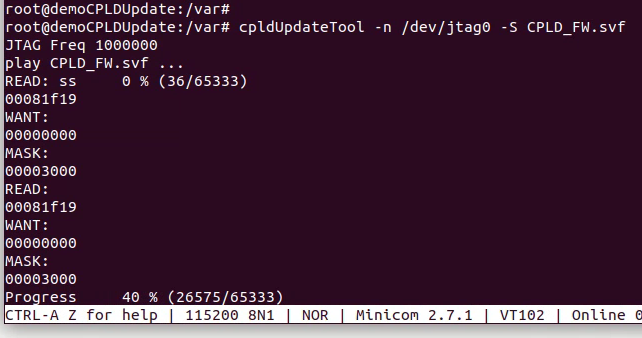 root@demoCPLDUpdate:/var#
root@demoCPLDUpdate:/var# cpldUpdateTool -n /dev/jtag0 -S CPLD_FW.svf
JTAG Freq 1000000
play CPLD_FW.svf ...
READ: ss     0 % (36/65333)
00081f19
WANT:
00000000
MASK:
00003000
READ:
00081f19
WANT:
00000000
MASK:
00003000
Progress     40 % (26575/65333)
CTRL-A Z for help | 115200 8N1 | NOR | Minicom 2.7.1 | VT102 | Online 0